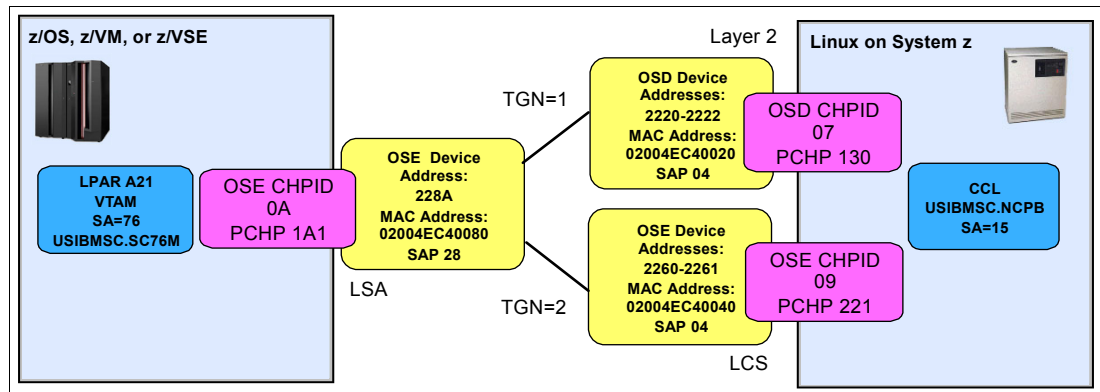 z/OS, z/VM, or z/VSE
LPAR A21
VTAM
SA=76
USIBMSC.SC76M
OSE CHPID
0A
PCHP 1A1
OSE Device
Address:
228A
MAC Address:
02004EC40080
SAP 28
LSA
TGN=1
TGN=2
Layer 2
OSD Device
Addresses:
2220-2222
MAC Address:
02004EC40020
SAP 04
OSD CHPID
07
PCHP 130
OSE Device
Addresses:
2260-2261
MAC Address:
02004EC40040
SAP 04
OSE CHPID
09
PCHP 221
LCS
Linux on System z
CCL
USIBMSC.NCPB
SA=15